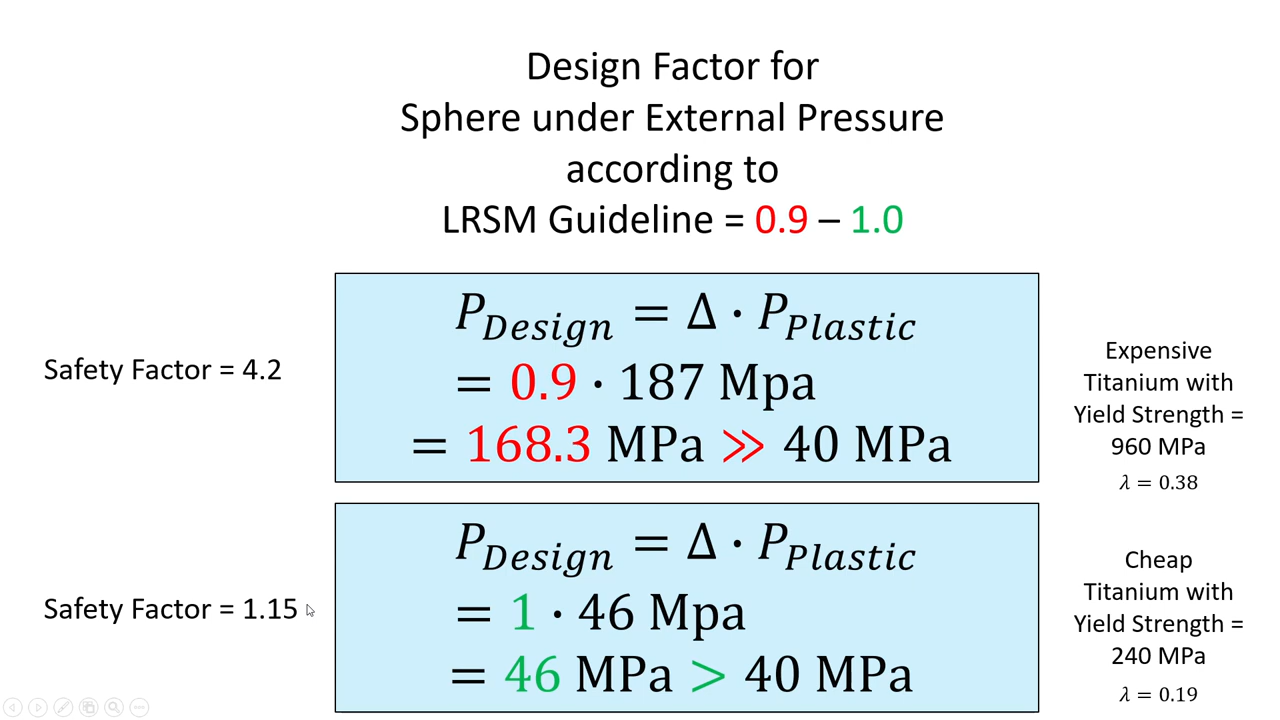 Design Factor for
Sphere under External Pressure
according to
LRSM Guideline = 0.9 – 1.0
Safety Factor = 4.2
P_Design = Δ · P_Plastic
= 0.9 · 187 Mpa
= 168.3 MPa ≫ 40 MPa
Expensive
Titanium with
Yield Strength =
960 MPa
λ = 0.38
Safety Factor = 1.15
P_Design = Δ · P_Plastic
= 1 · 46 Mpa
= 46 MPa > 40 MPa
Cheap
Titanium with
Yield Strength =
240 MPa
λ = 0.19